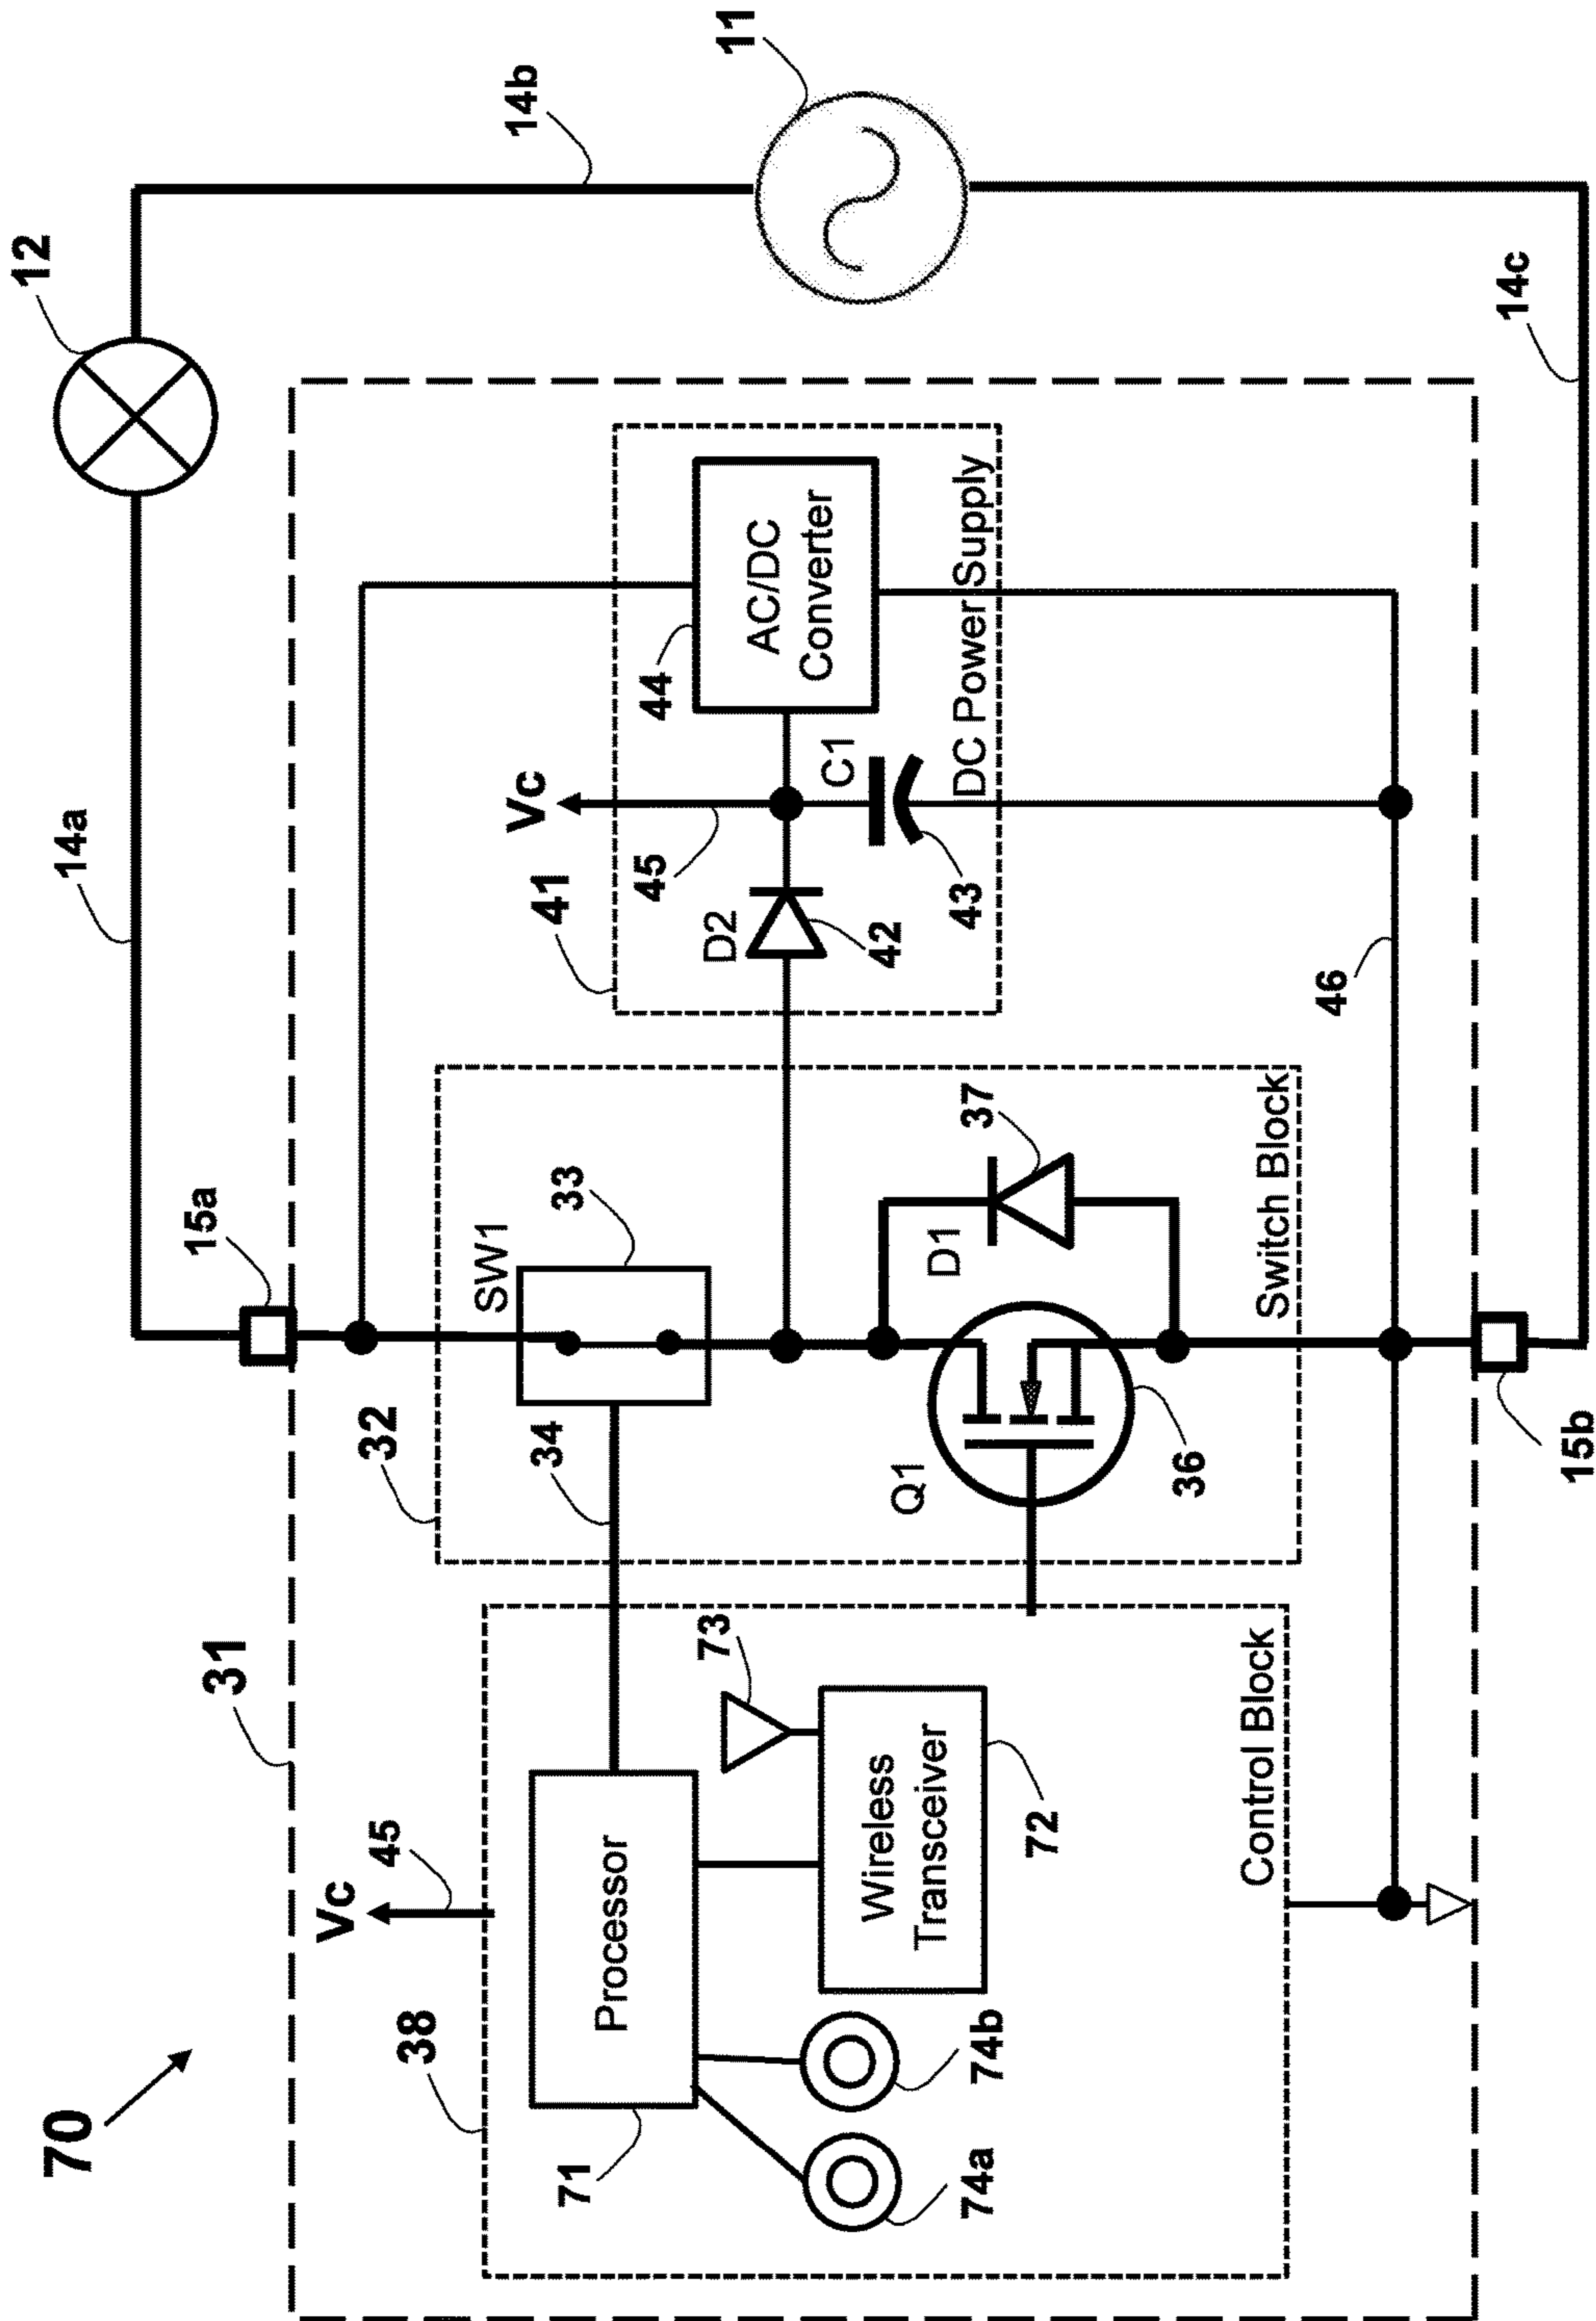 70
31
14a
12
14b
11
14c
15a
15b
32
SW1
33
34
Q1
36
D1
37
Switch Block
41
Vc
45
D2
42
C1
43
44
AC/DC
Converter
DC Power Supply
46
38
Vc
45
Processor
71
73
Wireless
Transceiver
72
74a
74b
Control Block